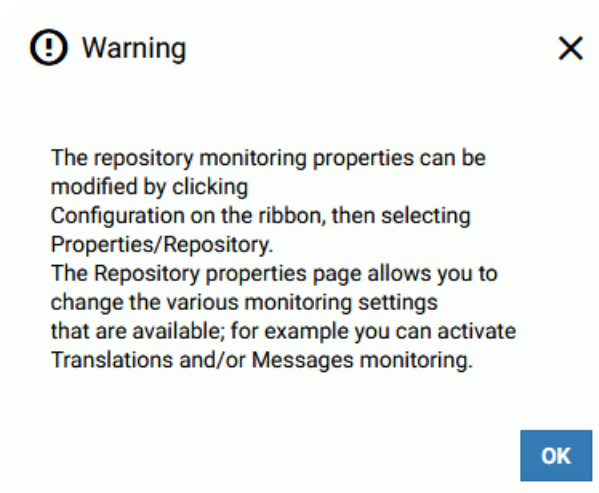 Warning
The repository monitoring properties can be
modified by clicking
Configuration on the ribbon, then selecting
Properties/Repository.
The Repository properties page allows you to
change the various monitoring settings
that are available; for example you can activate
Translations and/or Messages monitoring.
OK